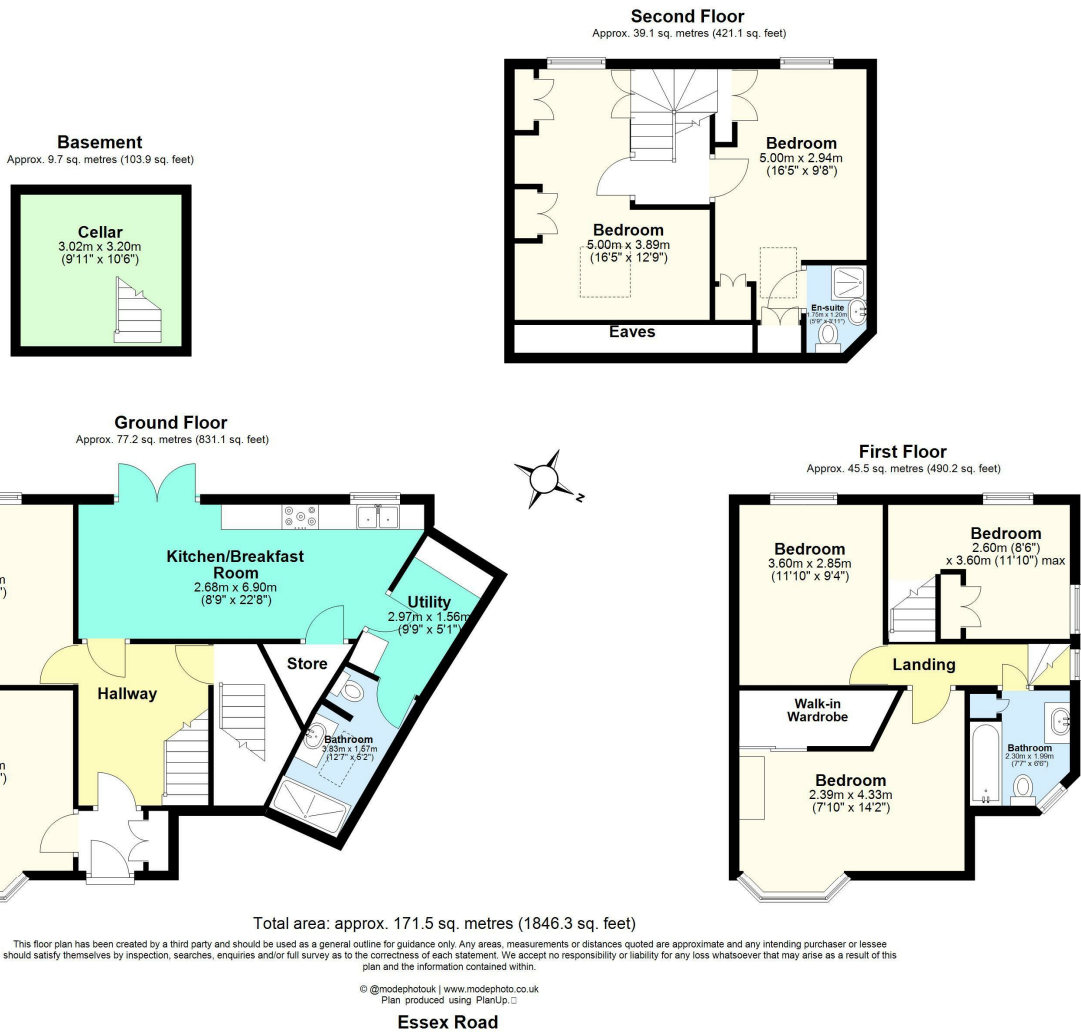 Second Floor
Approx. 39.1 sq. metres (421.1 sq. feet)
Bedroom
5.00m x 2.94m
(16'5" x 9'8")
Bedroom
5.00m x 3.89m
(16'5" x 12'9")
En-suite
1.75m x 1.20m
(5'9" x 3'11")
Eaves
Basement
Approx. 9.7 sq. metres (103.9 sq. feet)
Cellar
3.02m x 3.20m
(9'11" x 10'6")
Ground Floor
Approx. 77.2 sq. metres (831.1 sq. feet)
Kitchen/Breakfast
Room
2.68m x 6.90m
(8'9" x 22'8")
Utility
2.97m x 1.56m
(9'9" x 5'1")
Store
Hallway
Bathroom
3.83m x 1.57m
(12'7" x 5'2")
m
")
m
")
z
First Floor
Approx. 45.5 sq. metres (490.2 sq. feet)
Bedroom
3.60m x 2.85m
(11'10" x 9'4")
Bedroom
2.60m (8'6")
x 3.60m (11'10") max
Landing
Walk-in
Wardrobe
Bathroom
2.30m x 1.99m
(7'7" x 6'6")
Bedroom
2.39m x 4.33m
(7'10" x 14'2")
Total area: approx. 171.5 sq. metres (1846.3 sq. feet)
This floor plan has been created by a third party and should be used as a general outline for guidance only. Any areas, measurements or distances quoted are approximate and any intending purchaser or lessee
should satisfy themselves by inspection, searches, enquiries and/or full survey as to the correctness of each statement. We accept no responsibility or liability for any loss whatsoever that may arise as a result of this
plan and the information contained within.
© @modephotouk | www.modephoto.co.uk
Plan produced using PlanUp.
Essex Road